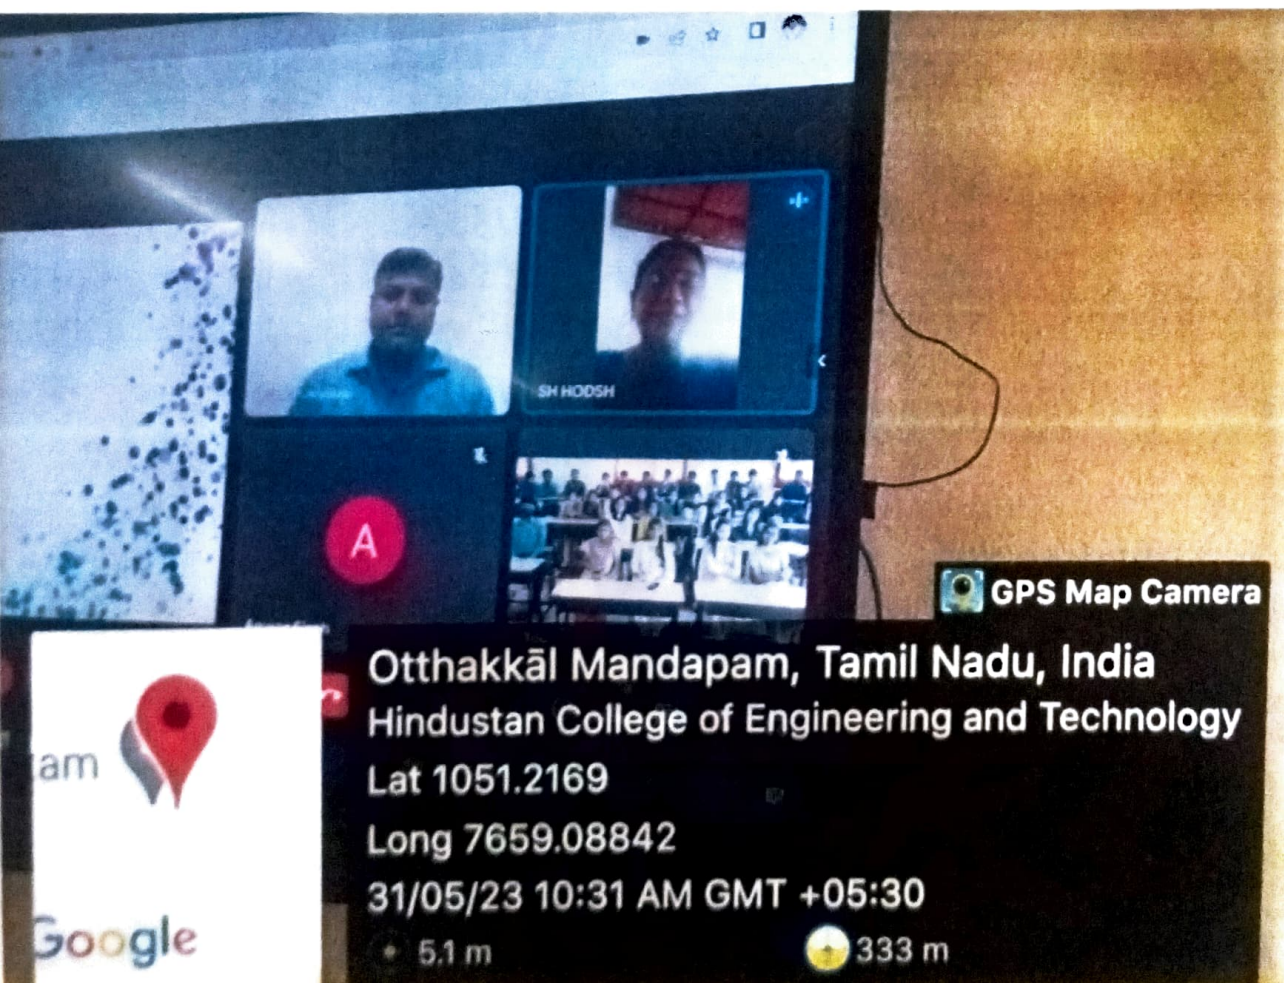 SH HODSH
A
GPS Map Camera
Otthakkāl Mandapam, Tamil Nadu, India
Hindustan College of Engineering and Technology
Lat 1051.2169
Long 7659.08842
31/05/23 10:31 AM GMT +05:30
5.1 m
333 m
am
Google